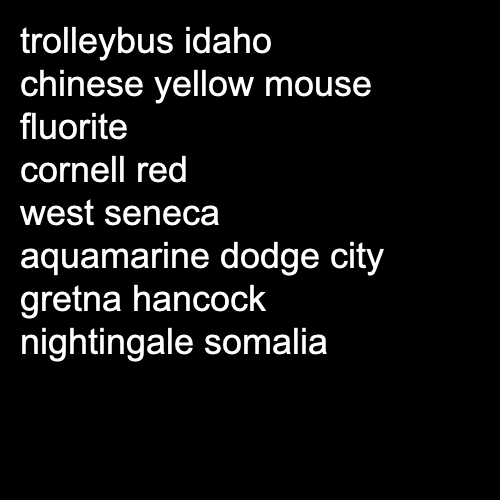 trolleybus idaho
chinese yellow mouse
fluorite
cornell red
west seneca
aquamarine dodge city
gretna hancock
nightingale somalia